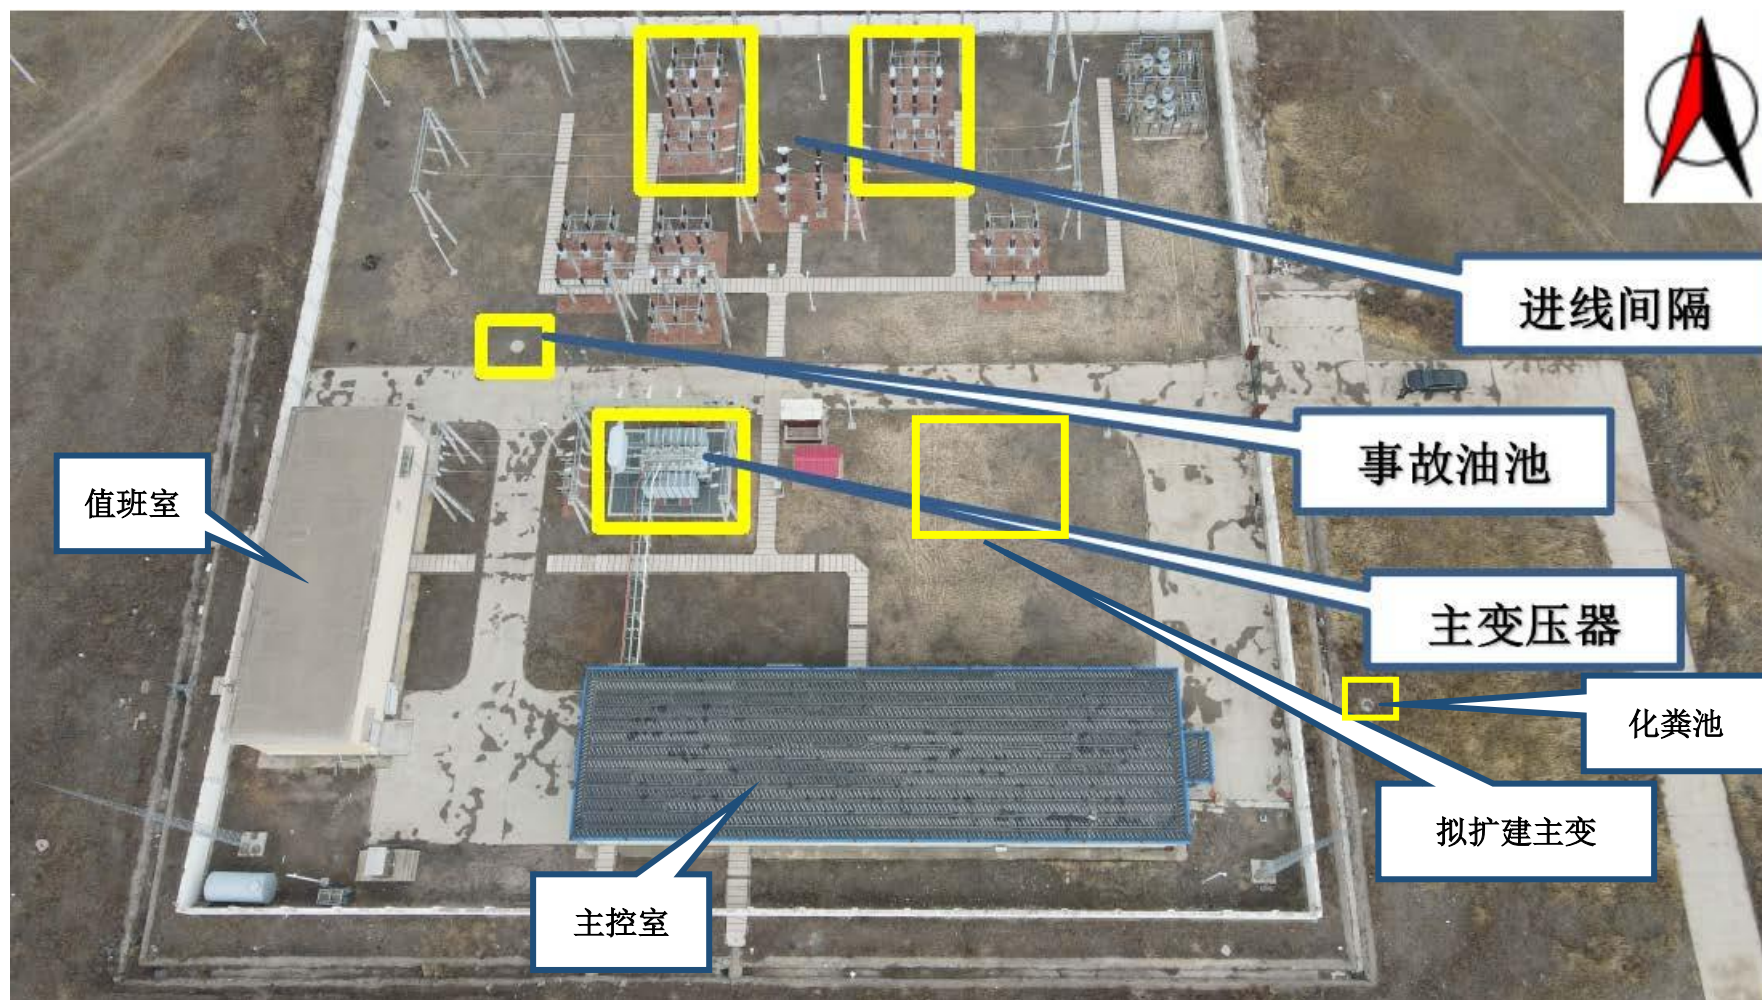 进线间隔
事故油池
值班室
主变压器
化粪池
拟扩建主变
主控室